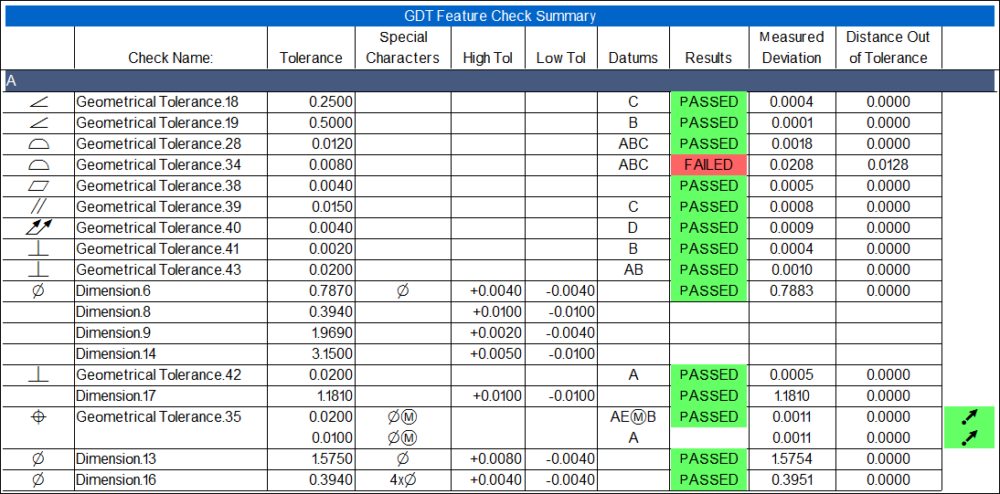 GDT Feature Check Summary
Check Name: Tolerance Special Characters High Tol Low Tol Datums Results Measured Deviation Distance Out of Tolerance
A
∠ Geometrical Tolerance.18 0.2500 C PASSED 0.0004 0.0000
∠ Geometrical Tolerance.19 0.5000 B PASSED 0.0001 0.0000
⌓ Geometrical Tolerance.28 0.0120 ABC PASSED 0.0018 0.0000
⌓ Geometrical Tolerance.34 0.0080 ABC FAILED 0.0208 0.0128
⏥ Geometrical Tolerance.38 0.0040 PASSED 0.0005 0.0000
⫽ Geometrical Tolerance.39 0.0150 C PASSED 0.0008 0.0000
⌰ Geometrical Tolerance.40 0.0040 D PASSED 0.0009 0.0000
⊥ Geometrical Tolerance.41 0.0020 B PASSED 0.0004 0.0000
⊥ Geometrical Tolerance.43 0.0200 AB PASSED 0.0010 0.0000
∅ Dimension.6 0.7870 ∅ +0.0040 -0.0040 PASSED 0.7883 0.0000
Dimension.8 0.3940 +0.0100 -0.0100
Dimension.9 1.9690 +0.0020 -0.0040
Dimension.14 3.1500 +0.0050 -0.0100
⊥ Geometrical Tolerance.42 0.0200 A PASSED 0.0005 0.0000
Dimension.17 1.1810 +0.0100 -0.0100 PASSED 1.1810 0.0000
⌖ Geometrical Tolerance.35 0.0200 ∅Ⓜ AEⓂB PASSED 0.0011 0.0000
0.0100 ∅Ⓜ A 0.0011 0.0000
∅ Dimension.13 1.5750 ∅ +0.0080 -0.0040 PASSED 1.5754 0.0000
∅ Dimension.16 0.3940 4x∅ +0.0040 -0.0040 PASSED 0.3951 0.0000